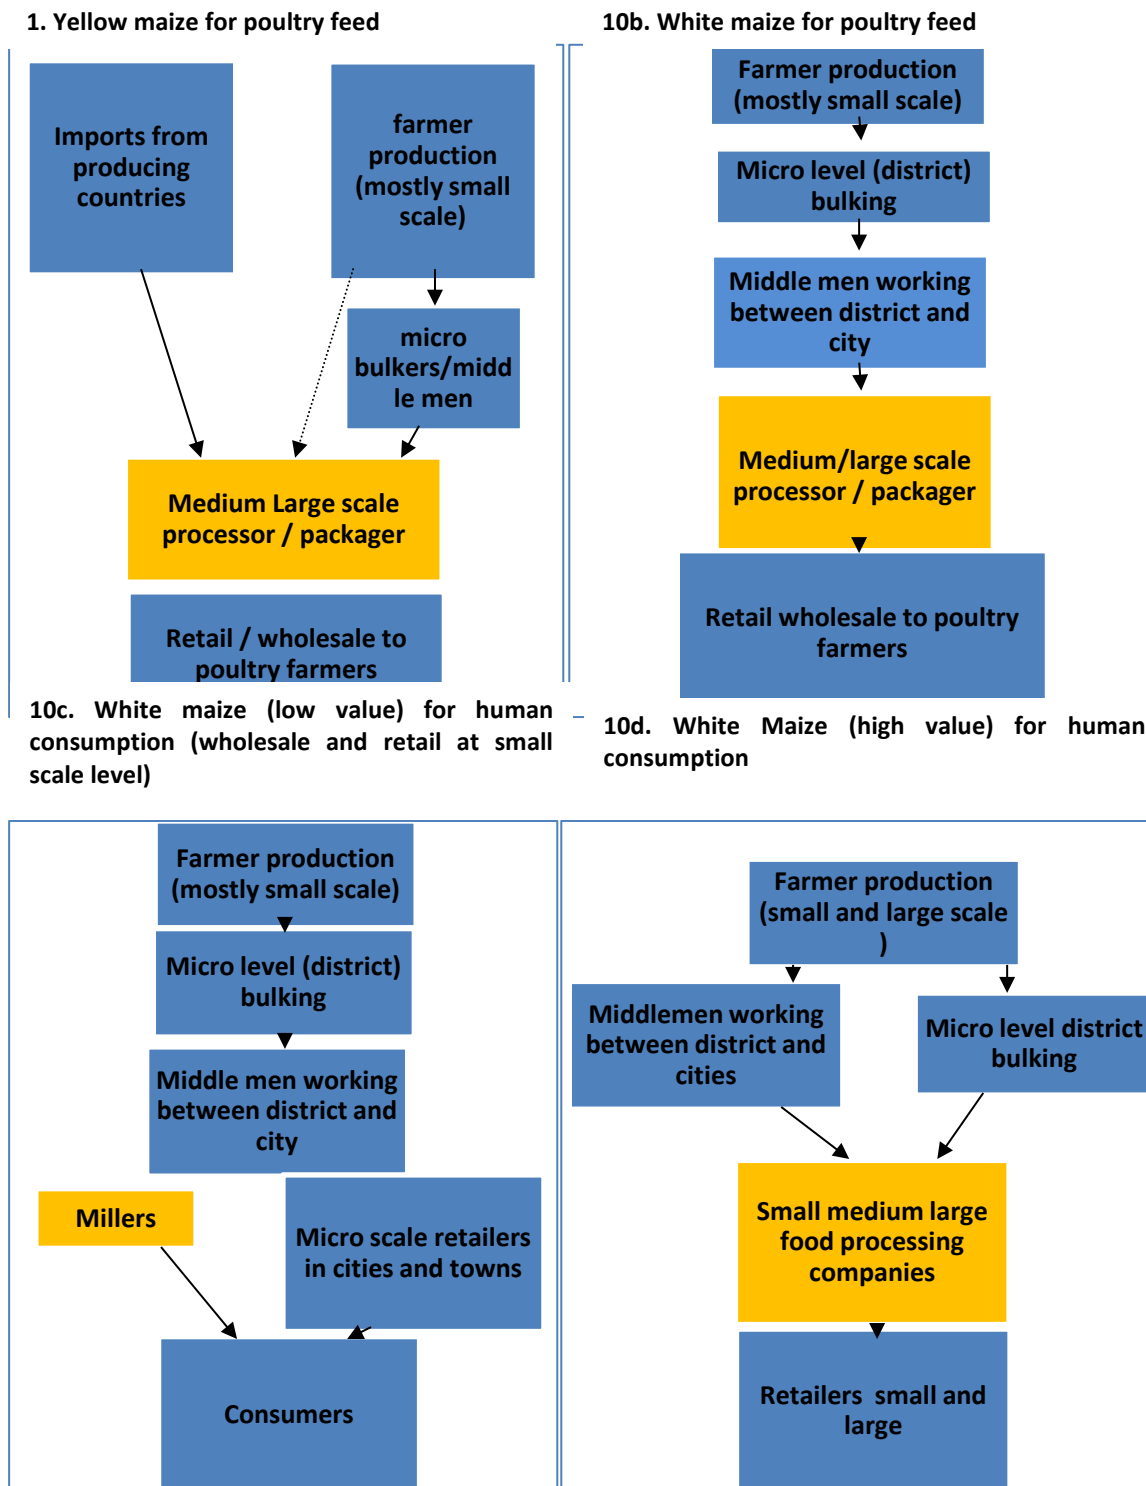 1. Yellow maize for poultry feed
Imports from
producing
countries
farmer
production
(mostly small
scale)
micro
bulkers/midd
le men
Medium Large scale
processor / packager
Retail / wholesale to
poultry farmers
10b. White maize for poultry feed
Farmer production
(mostly small scale)
Micro level (district)
bulking
Middle men working
between district and
city
Medium/large scale
processor / packager
Retail wholesale to poultry
farmers
10c. White maize (low value) for human
consumption (wholesale and retail at small
scale level)
Farmer production
(mostly small scale)
Micro level (district)
bulking
Middle men working
between district and
city
Millers
Micro scale retailers
in cities and towns
Consumers
10d. White Maize (high value) for human
consumption
Farmer production
(small and large scale
)
Middlemen working
between district and
cities
Micro level district
bulking
Small medium large
food processing
companies
Retailers small and
large